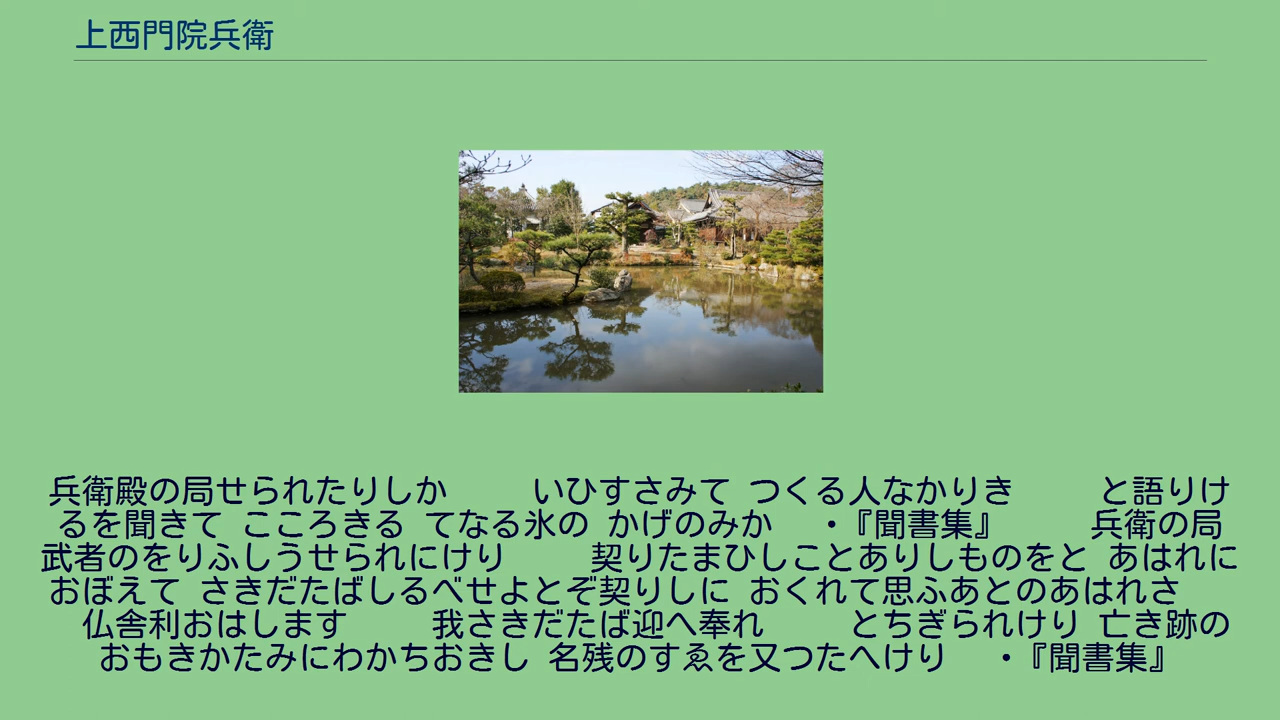 上西門院兵衛
兵衛殿の局せられたりしか　　いひすさみて つくる人なかりき　　と語りけ
るを聞きて こころきる てなる氷の かげのみか　・『聞書集』　　兵衛の局
武者のをりふしうせられにけり　　契りたまひしことありしものをと あはれに
おぼえて さきだたばしるべせよとぞ契りしに おくれて思ふあとのあはれさ
仏舎利おはします　　我さきだたば迎へ奉れ　　とちぎられけり 亡き跡の
おもきかたみにわかちおきし 名残のすゑを又つたへけり　・『聞書集』